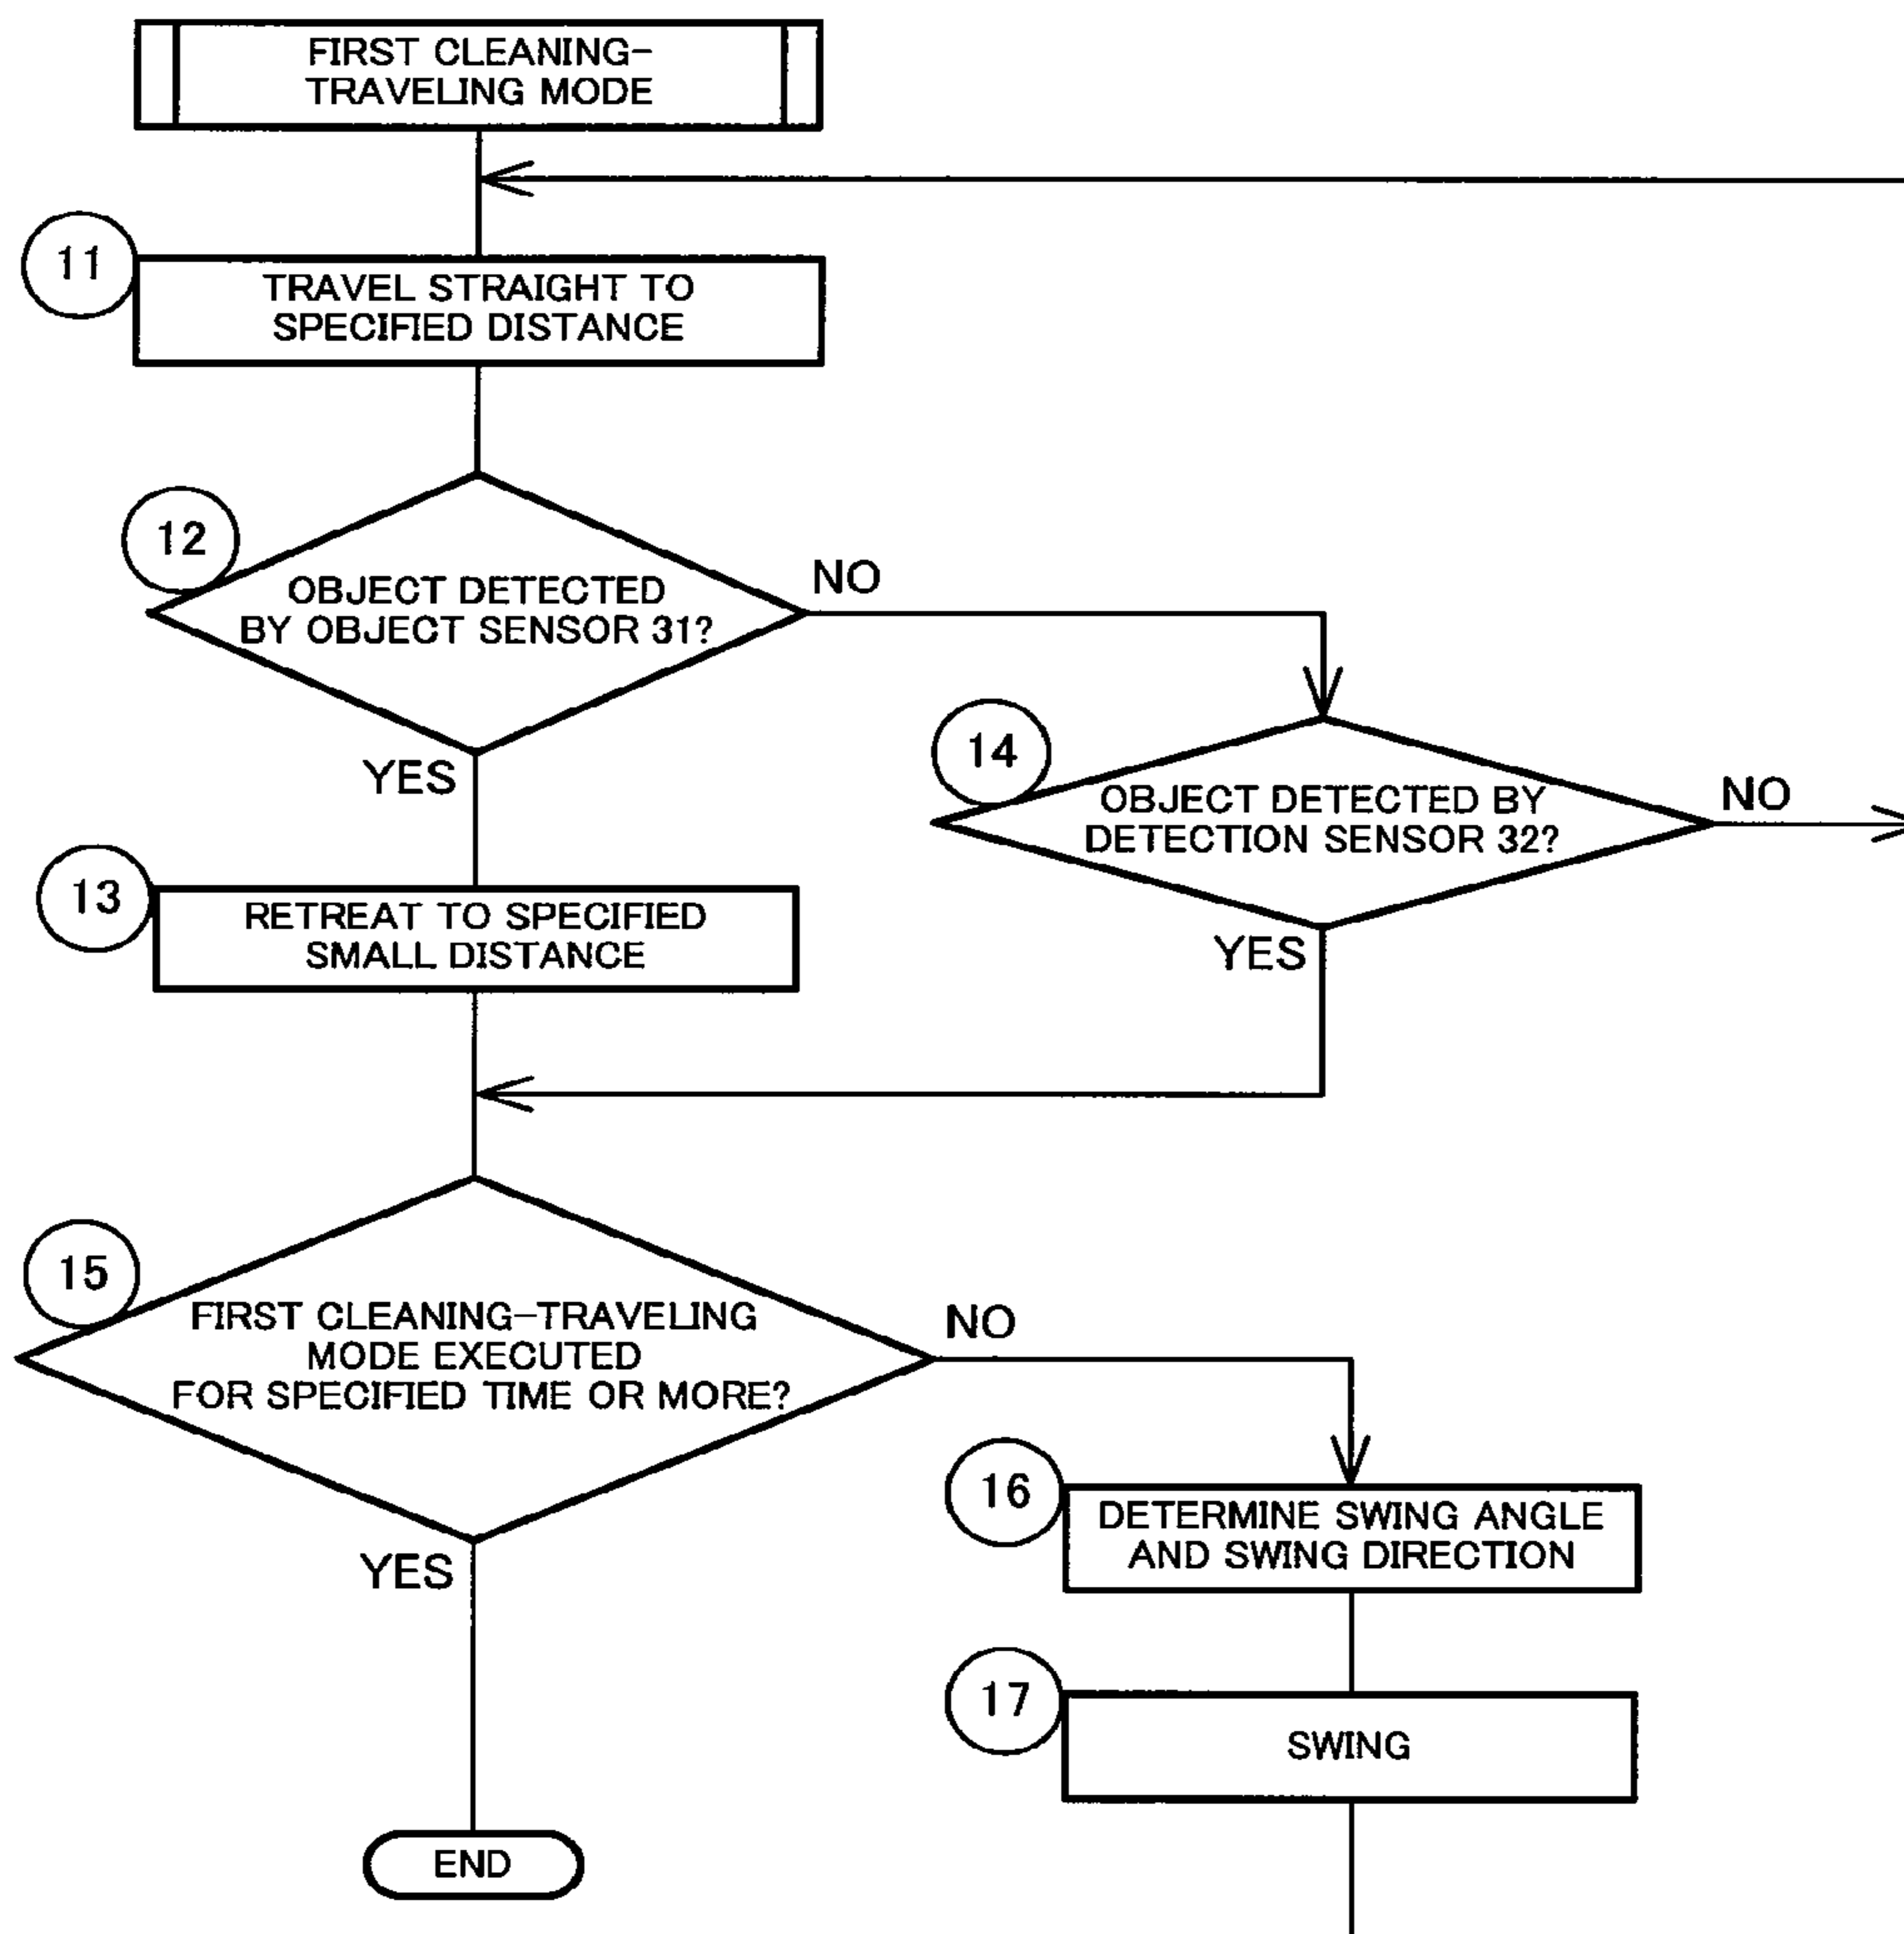 FIRST CLEANING-
TRAVELING MODE
11
TRAVEL STRAIGHT TO
SPECIFIED DISTANCE
12
OBJECT DETECTED
BY OBJECT SENSOR 31?
NO
YES
14
OBJECT DETECTED BY
DETECTION SENSOR 32?
NO
YES
13
RETREAT TO SPECIFIED
SMALL DISTANCE
15
FIRST CLEANING-TRAVELING
MODE EXECUTED
FOR SPECIFIED TIME OR MORE?
NO
YES
16
DETERMINE SWING ANGLE
AND SWING DIRECTION
17
SWING
END